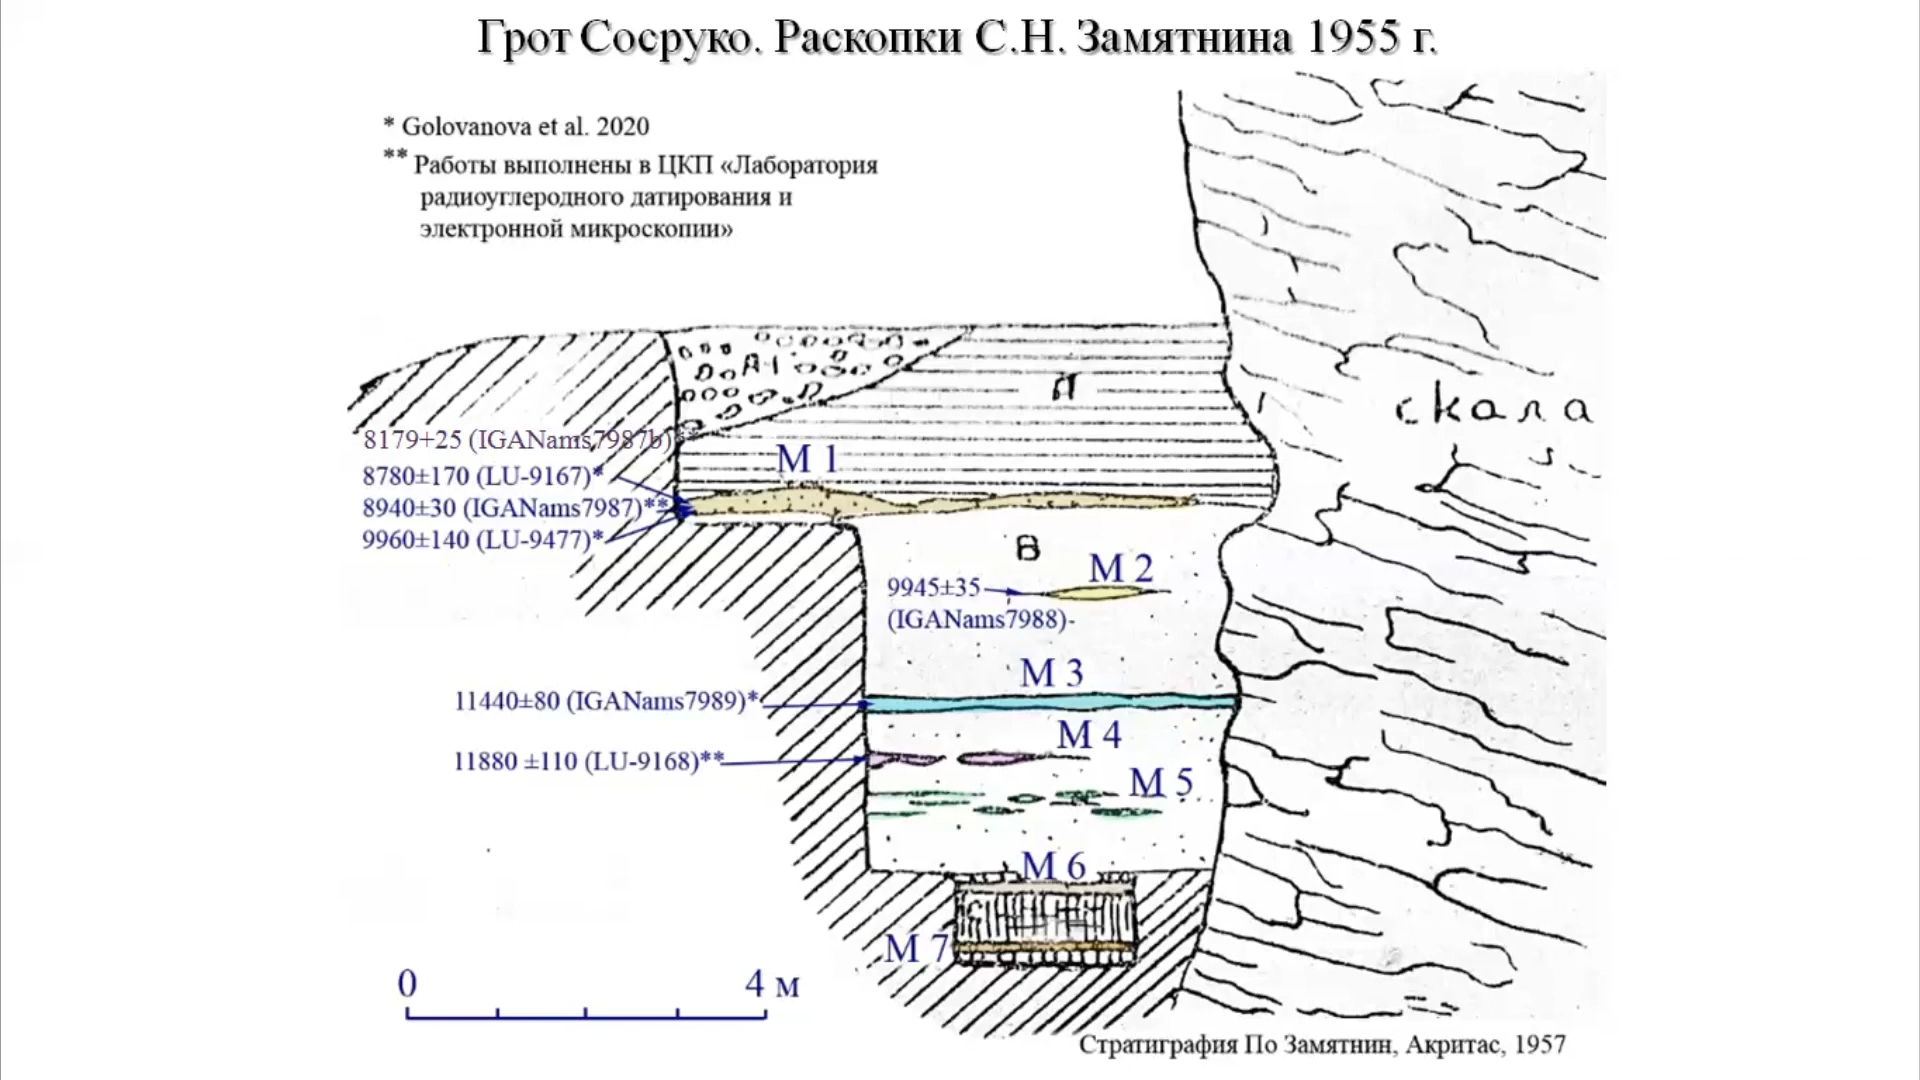 Грот Сосруко. Раскопки С.Н. Замятнина 1955 г.
* Golovanova et al. 2020
** Работы выполнены в ЦКП «Лаборатория
радиоуглеродного датирования и
электронной микроскопии»
А-1
А
скала
8179+25 (IGANams7987b)**
M 1
8780±170 (LU-9167)*
8940±30 (IGANams7987)**
9960±140 (LU-9477)*
В
M 2
9945±35
(IGANams7988)-
M 3
11440±80 (IGANams7989)*
M 4
11880 ±110 (LU-9168)**
M 5
M 6
M 7
0 4 м
Стратиграфия По Замятнин, Акритас, 1957